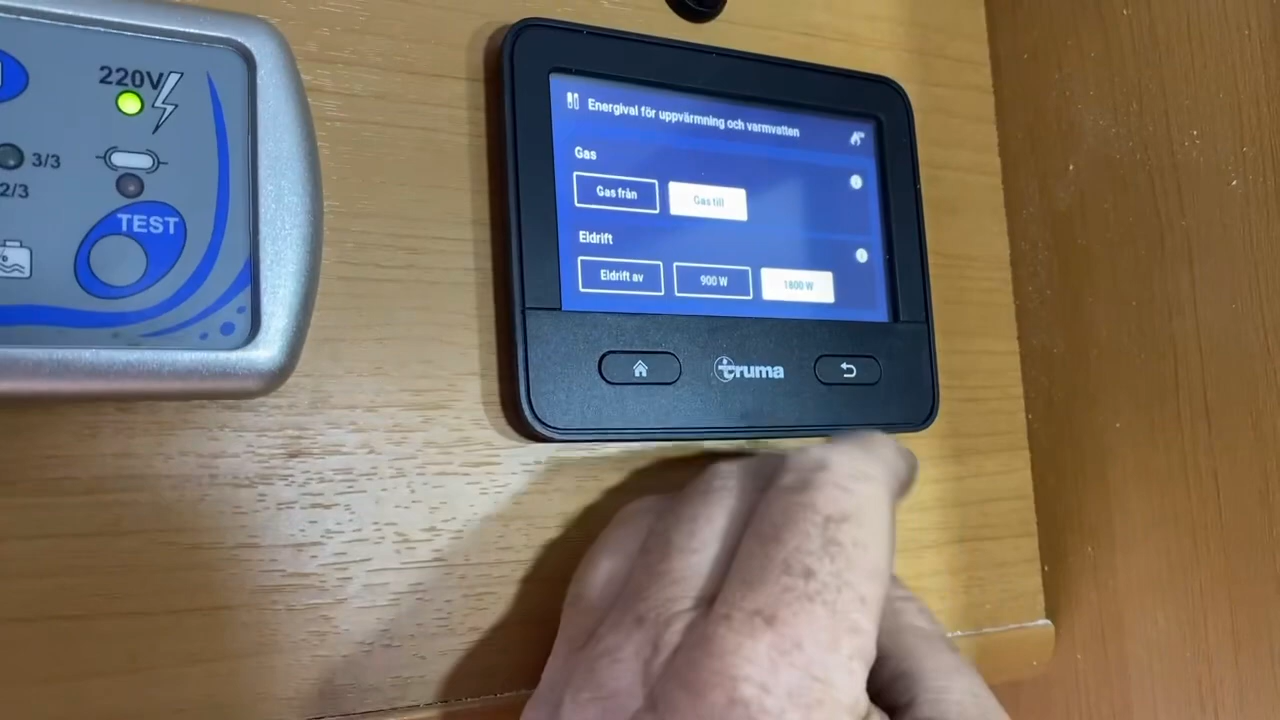 220V
3/3
2/3
TEST
Energival för uppvärmning och varmvatten
Gas
Gas från
Gas till
Eldrift
Eldrift av
900 W
1800 W
truma